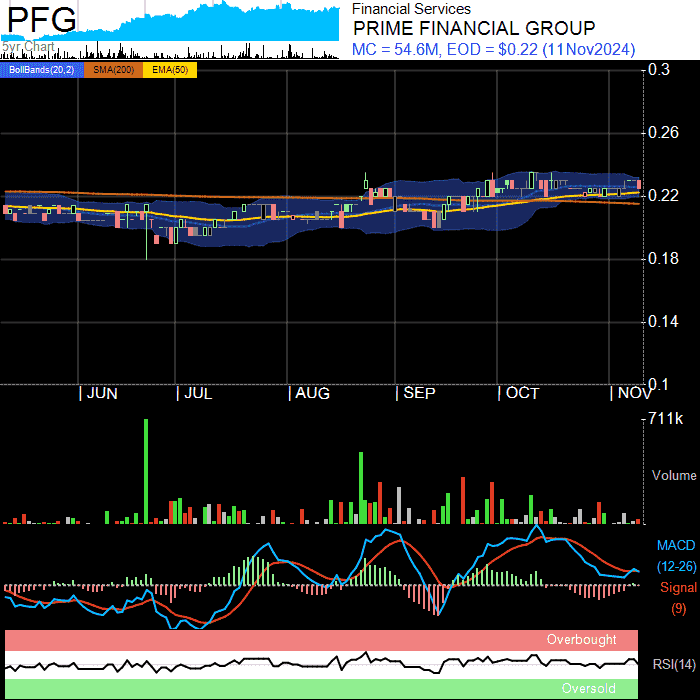 PFG
5yr.Chart
Financial Services
PRIME FINANCIAL GROUP
MC = 54.6M, EOD = $0.22 (11Nov2024)
BollBands(20,2) SMA(200) EMA(50)
0.3
0.26
0.22
0.18
0.14
0.1
JUN JUL AUG SEP OCT NOV
711k
Volume
MACD
(12-26)
Signal
(9)
Overbought
RSI(14)
Oversold